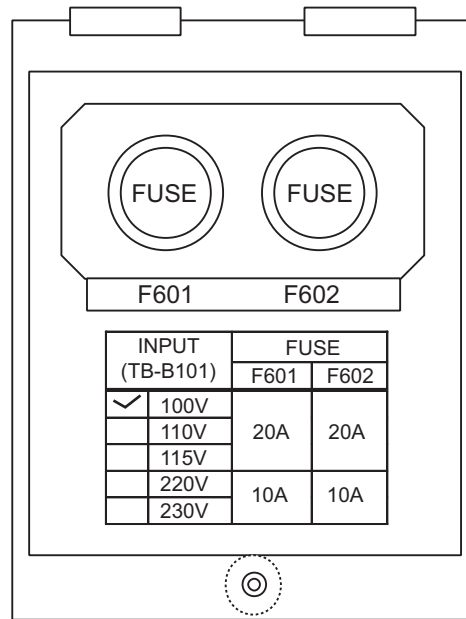 FUSE FUSE
F601 F602
INPUT FUSE
(TB-B101) F601 F602
100V
110V 20A 20A
115V
220V 10A 10A
230V